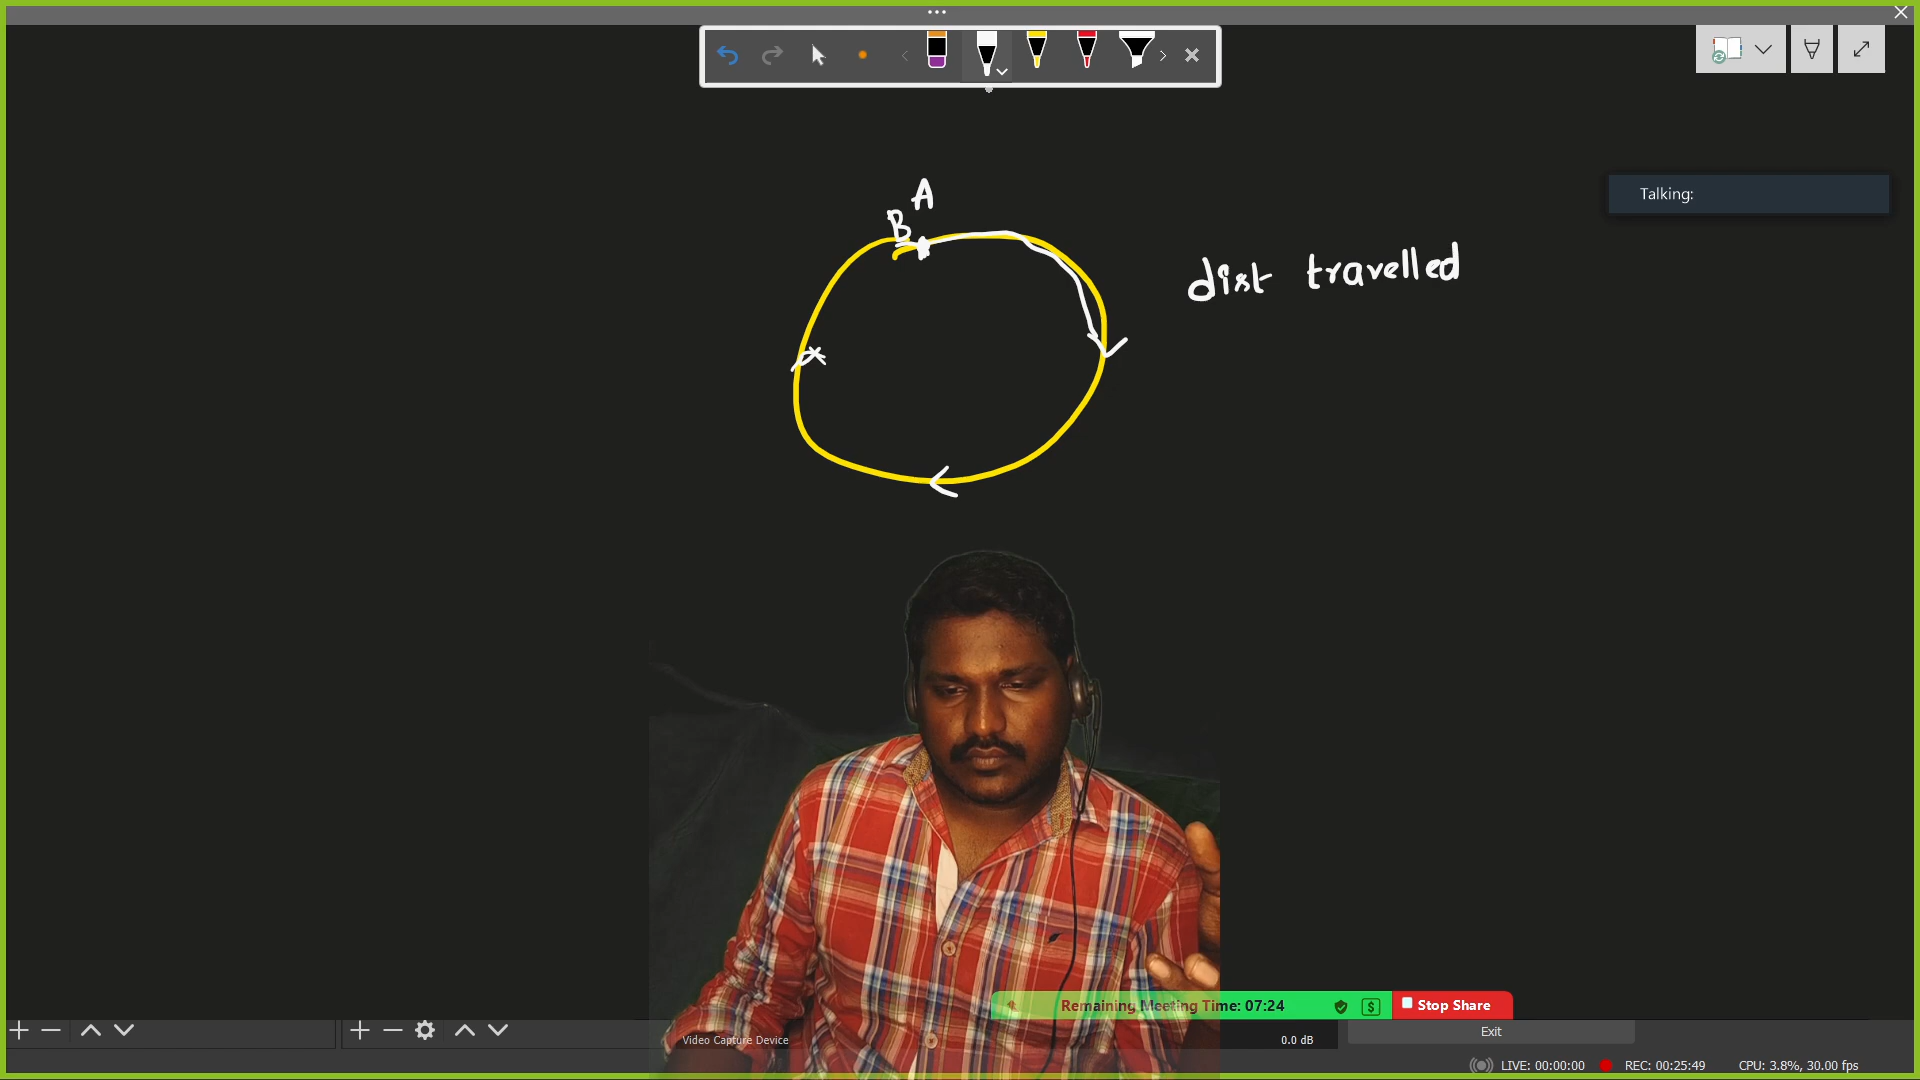 Talking:
A
B
dist travelled
Remaining Meeting Time: 07:24
Stop Share
Exit
Video Capture Device
0.0 dB
LIVE: 00:00:00
REC: 00:25:49
CPU: 3.8%, 30.00 fps